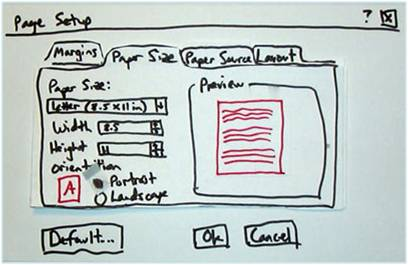 Page Setup ? X
Margins Paper Size Paper Source Layout
Paper Size:
Letter (8.5 x 11 in)
Width 8.5
Height 11
Orientition
A
Portrait
Landscape
Preview
Default... Ok Cancel